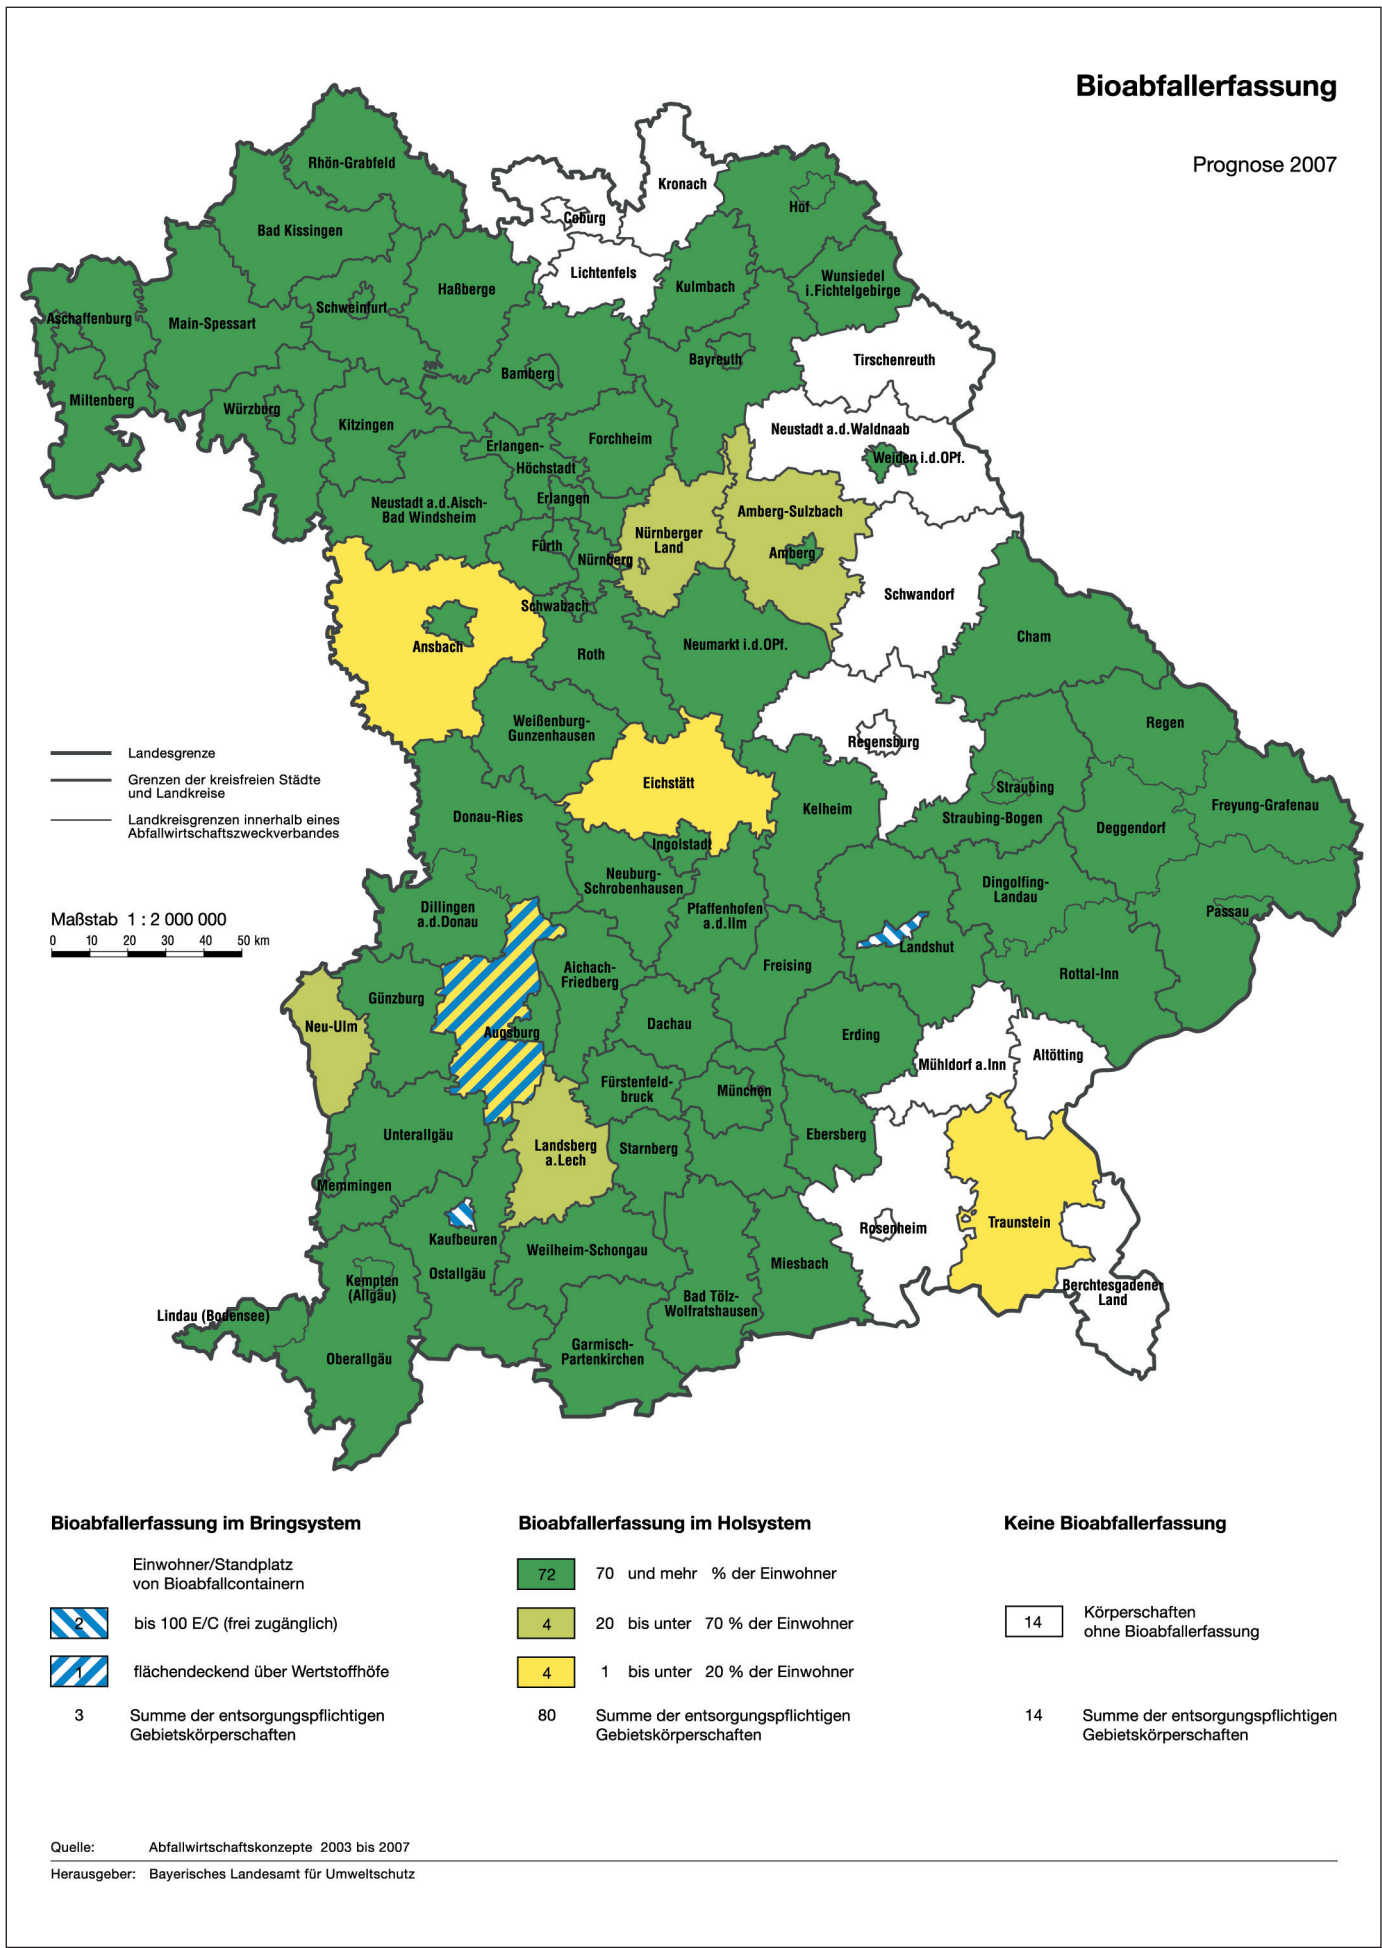 Bioabfallerfassung
Prognose 2007
Rhön-Grabfeld
Kronach
Hof
Coburg
Bad Kissingen
Lichtenfels
Wunsiedel
i.Fichtelgebirge
Kulmbach
Haßberge
Schweinfurt
Aschaffenburg
Main-Spessart
Bayreuth
Tirschenreuth
Bamberg
Miltenberg
Würzburg
Kitzingen
Neustadt a.d.Waldnaab
Forchheim
Erlangen-
Höchstadt
Weiden i.d.OPf.
Erlangen
Neustadt a.d.Aisch-
Bad Windsheim
Amberg-Sulzbach
Nürnberger
Land
Fürth
Nürnberg
Amberg
Schwandorf
Schwabach
Cham
Ansbach
Roth
Neumarkt i.d.OPf.
Weißenburg-
Gunzenhausen
Regen
Regensburg
Landesgrenze
Grenzen der kreisfreien Städte
und Landkreise
Landkreisgrenzen innerhalb eines
Abfallwirtschaftszweckverbandes
Eichstätt
Straubing
Freyung-Grafenau
Kelheim
Donau-Ries
Straubing-Bogen
Deggendorf
Ingolstadt
Neuburg-
Schrobenhausen
Dingolfing-
Landau
Dillingen
a.d.Donau
Pfaffenhofen
a.d.Ilm
Passau
Maßstab 1 : 2 000 000
0 10 20 30 40 50 km
Landshut
Freising
Aichach-
Friedberg
Rottal-Inn
Günzburg
Neu-Ulm
Augsburg
Dachau
Erding
Altötting
Mühldorf a.Inn
Fürstenfeld-
bruck
München
Unterallgäu
Ebersberg
Landsberg
a.Lech
Starnberg
Memmingen
Rosenheim
Traunstein
Kaufbeuren
Weilheim-Schongau
Miesbach
Ostallgäu
Kempten
(Allgäu)
Berchtesgadener
Land
Bad Tölz-
Wolfratshausen
Lindau (Bodensee)
Garmisch-
Partenkirchen
Oberallgäu
Bioabfallerfassung im Bringsystem
Einwohner/Standplatz
von Bioabfallcontainern
2 bis 100 E/C (frei zugänglich)
1 flächendeckend über Wertstoffhöfe
3 Summe der entsorgungspflichtigen
Gebietskörperschaften
Bioabfallerfassung im Holsystem
72 70 und mehr % der Einwohner
4 20 bis unter 70 % der Einwohner
4 1 bis unter 20 % der Einwohner
80 Summe der entsorgungspflichtigen
Gebietskörperschaften
Keine Bioabfallerfassung
14 Körperschaften
ohne Bioabfallerfassung
14 Summe der entsorgungspflichtigen
Gebietskörperschaften
Quelle: Abfallwirtschaftskonzepte 2003 bis 2007
Herausgeber: Bayerisches Landesamt für Umweltschutz